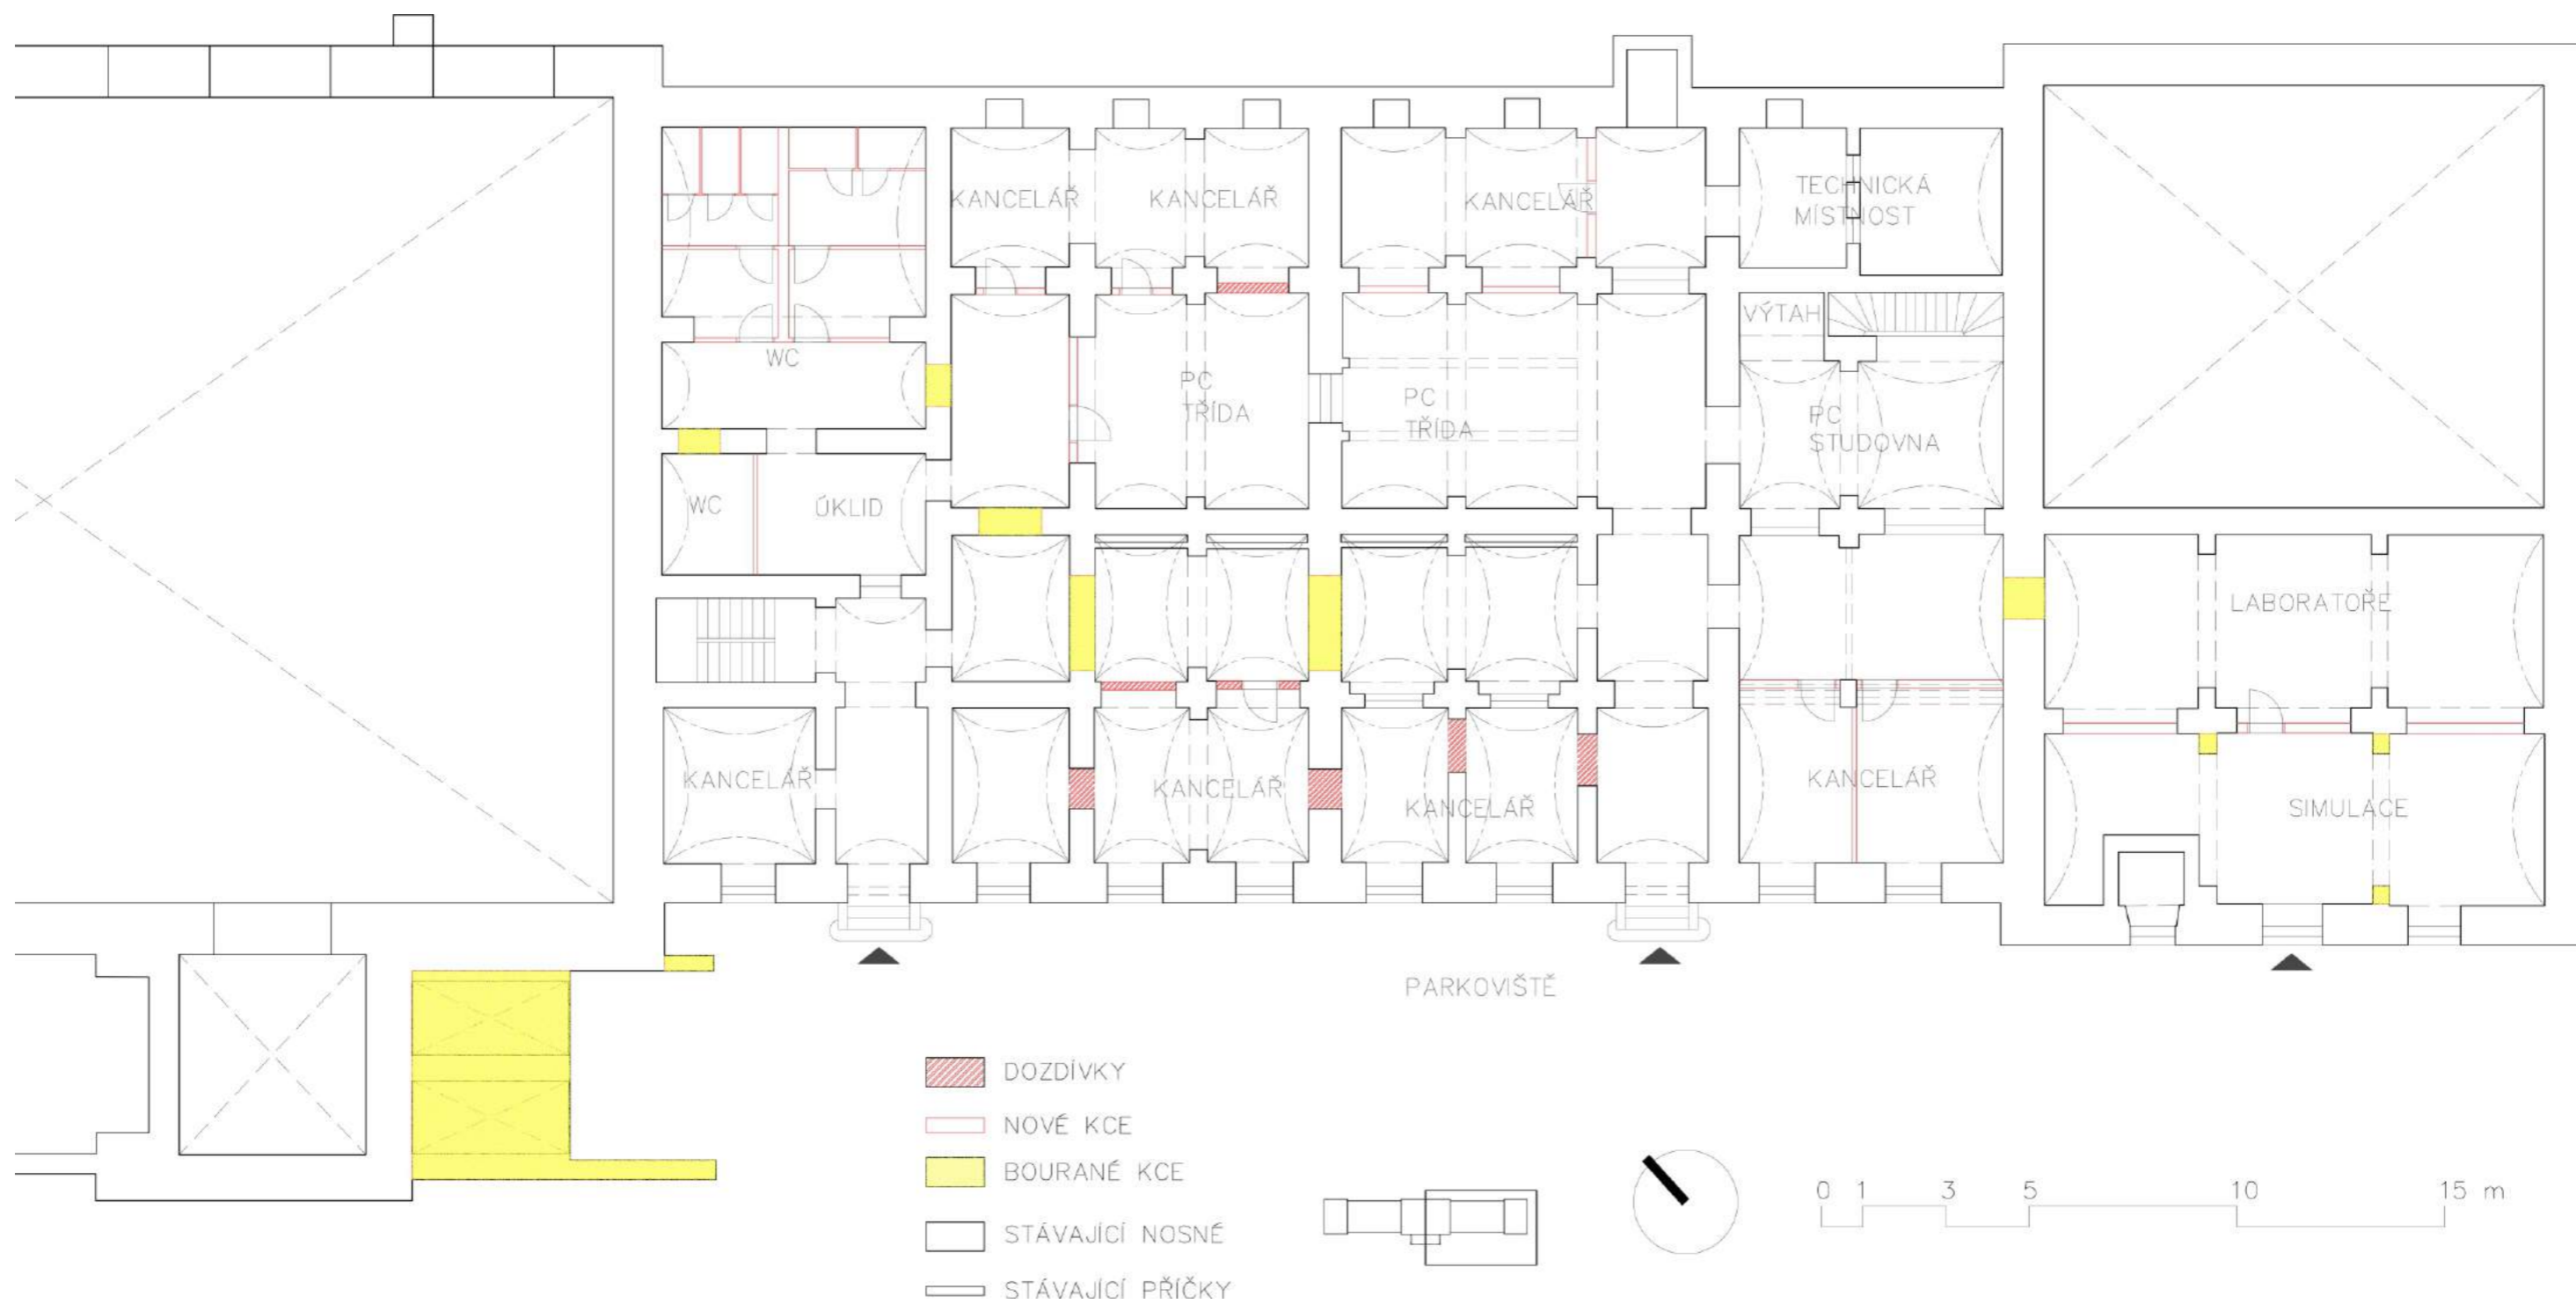 KANCELÁŘ
KANCELÁŘ
KANCELÁŘ
TECHNICKÁ
MÍSTNOST
VÝTAH
WC
PC
TŘÍDA
PC
TŘÍDA
PC
STUDOVNA
WC
ÚKLID
LABORATOŘE
KANCELÁŘ
KANCELÁŘ
KANCELÁŘ
KANCELÁŘ
SIMULACE
PARKOVIŠTĚ
DOZDÍVKY
NOVÉ KCE
BOURANÉ KCE
STÁVAJÍCÍ NOSNÉ
STÁVAJÍCÍ PŘÍČKY
0 1 3 5 10 15 m